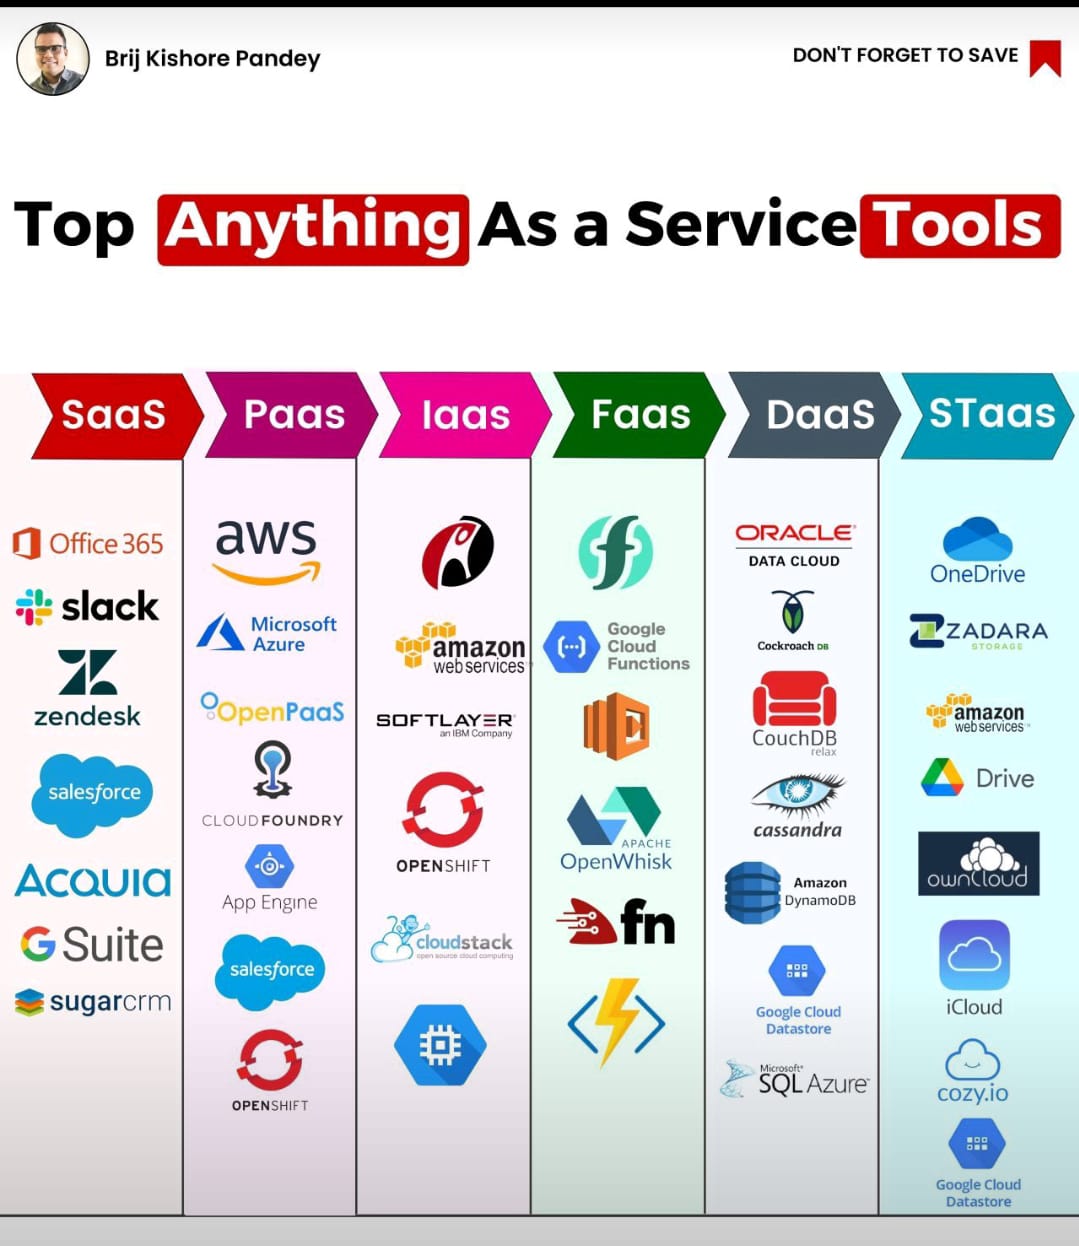 Brij Kishore Pandey
DON'T FORGET TO SAVE
Top Anything As a Service Tools
SaaS
Paas
Iaas
Faas
DaaS
STaas
Office 365
slack
zendesk
salesforce
ACQUIA
G Suite
sugarcrm
aws
Microsoft
Azure
OpenPaaS
CLOUDFOUNDRY
App Engine
salesforce
OPENSHIFT
amazon
web services™
SOFTLAYER®
an IBM Company
OPENSHIFT
cloudstack
open source cloud computing
f
Google
Cloud
Functions
APACHE
OpenWhisk
fn
ORACLE®
DATA CLOUD
Cockroach DB
CouchDB
relax
cassandra
Amazon
DynamoDB
Google Cloud
Datastore
Microsoft®
SQL Azure™
OneDrive
ZADARA
STORAGE
amazon
web services™
Drive
ownCloud
iCloud
cozy.io
Google Cloud
Datastore